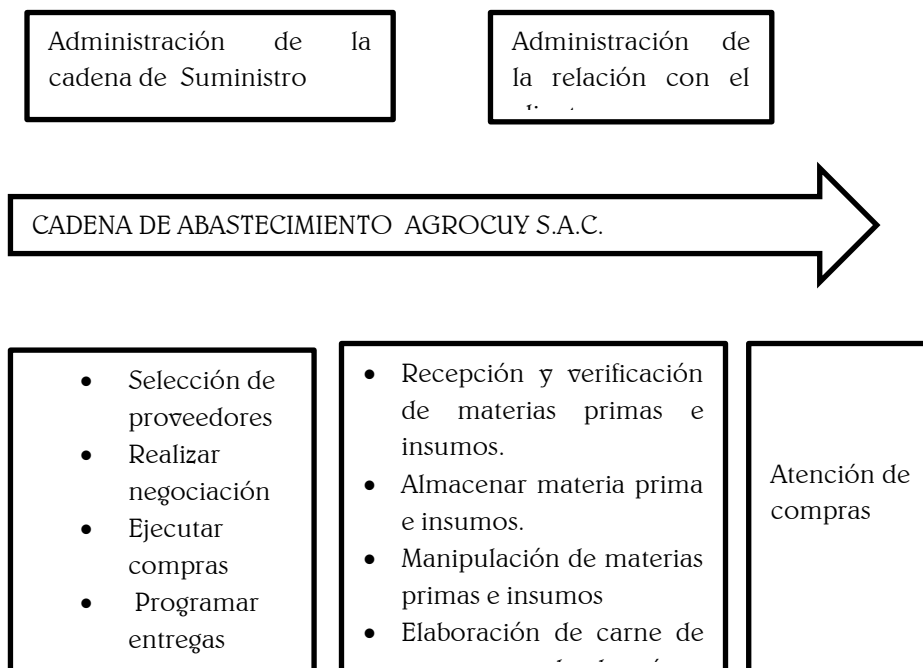 Administración de la
cadena de Suministro
Administración de
la relación con el
CADENA DE ABASTECIMIENTO AGROCUY S.A.C.
• Selección de
proveedores
• Realizar
negociación
• Ejecutar
compras
• Programar
entregas
• Recepción y verificación
de materias primas e
insumos.
• Almacenar materia prima
e insumos.
• Manipulación de materias
primas e insumos
• Elaboración de carne de
Atención de
compras